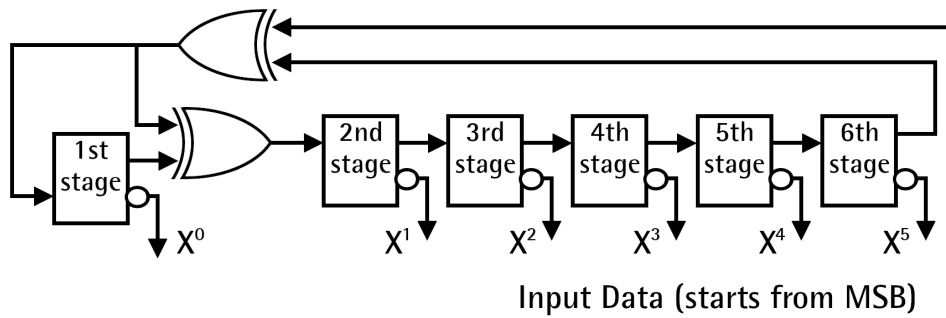 1st stage
2nd stage
3rd stage
4th stage
5th stage
6th stage
X⁰
X¹
X²
X³
X⁴
X⁵
Input Data (starts from MSB)